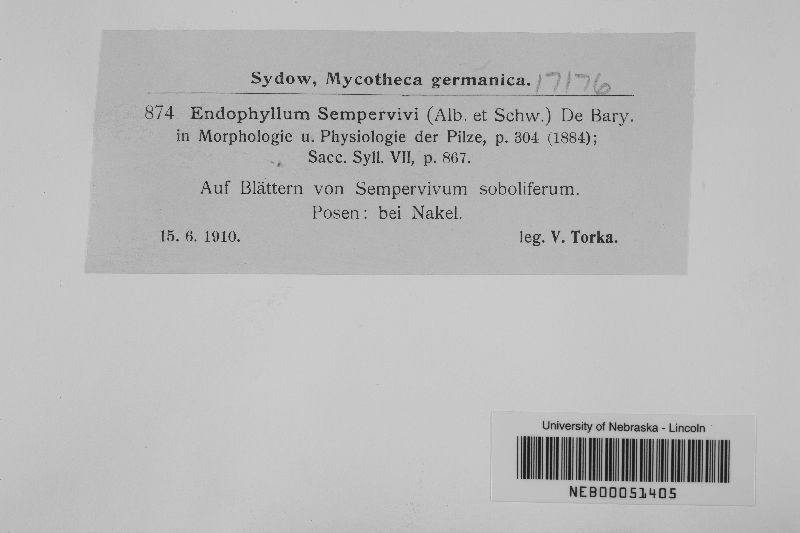 Sydow, Mycotheca germanica. 17176
874 Endophyllum Sempervivi (Alb. et Schw.) De Bary.
in Morphologie u. Physiologie der Pilze, p. 304 (1884);
Sacc. Syll. VII, p. 867.
Auf Blättern von Sempervivum soboliferum.
Posen: bei Nakel.
15. 6. 1910. leg. V. Torka.
University of Nebraska - Lincoln
NEB00051405